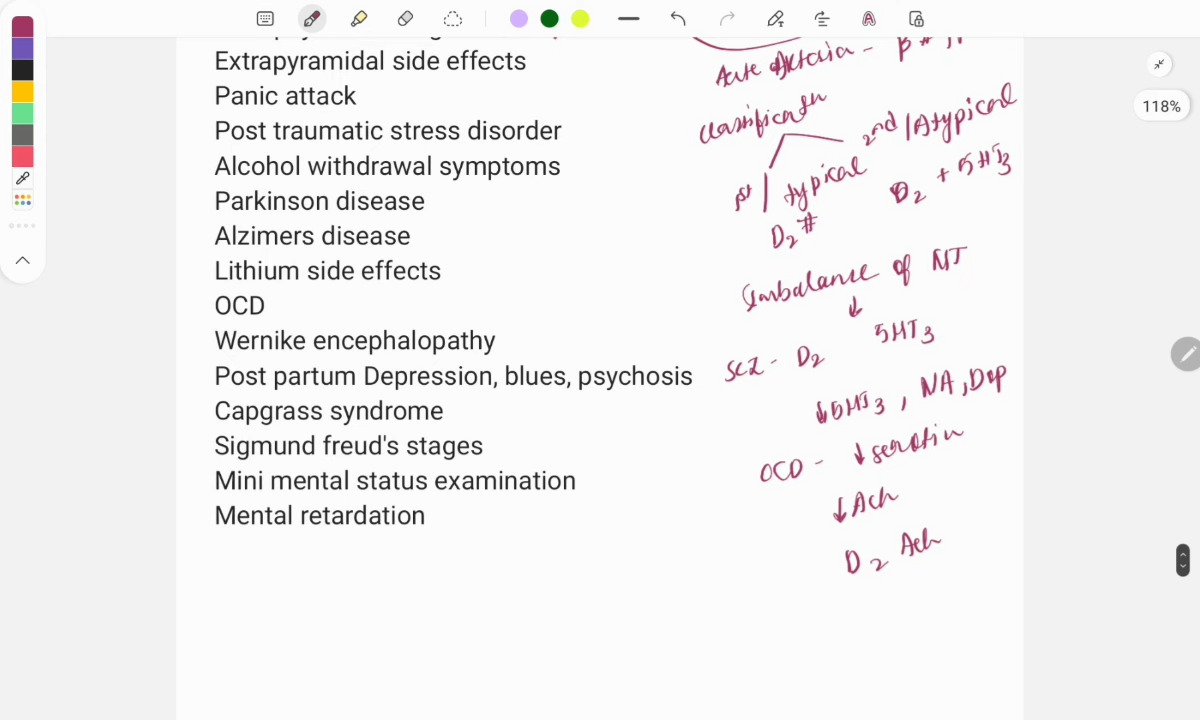 118%
Extrapyramidal side effects
Panic attack
Post traumatic stress disorder
Alcohol withdrawal symptoms
Parkinson disease
Alzimers disease
Lithium side effects
OCD
Wernike encephalopathy
Post partum Depression, blues, psychosis
Capgrass syndrome
Sigmund freud's stages
Mini mental status examination
Mental retardation
Acute -
2nd / Atypical
typical
D2 + 5HT3
D2 #
Imbalance of NT
↓
5HT3
SCZ - D2
↓ 5HT3, NA, Dop
OCD - ↓
↓ Ach
D2 Ach